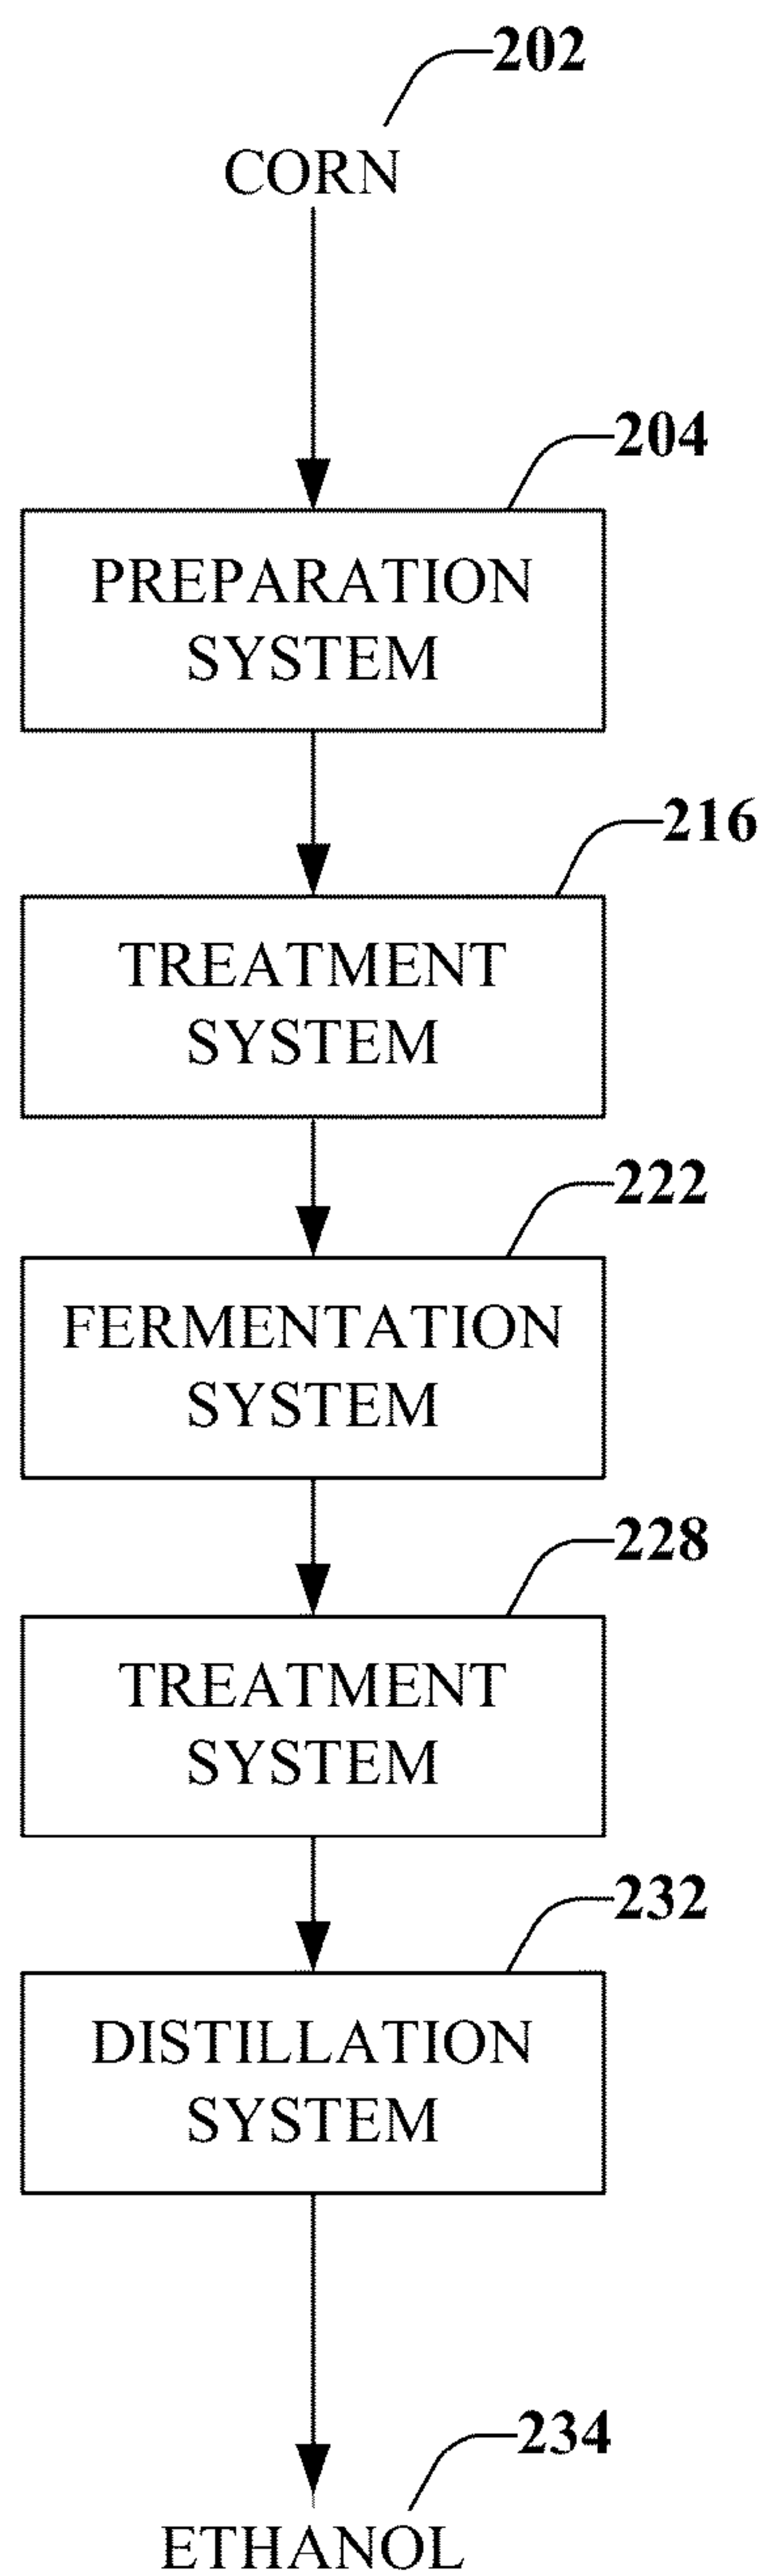 202
CORN
204
PREPARATION
SYSTEM
216
TREATMENT
SYSTEM
222
FERMENTATION
SYSTEM
228
TREATMENT
SYSTEM
232
DISTILLATION
SYSTEM
234
ETHANOL